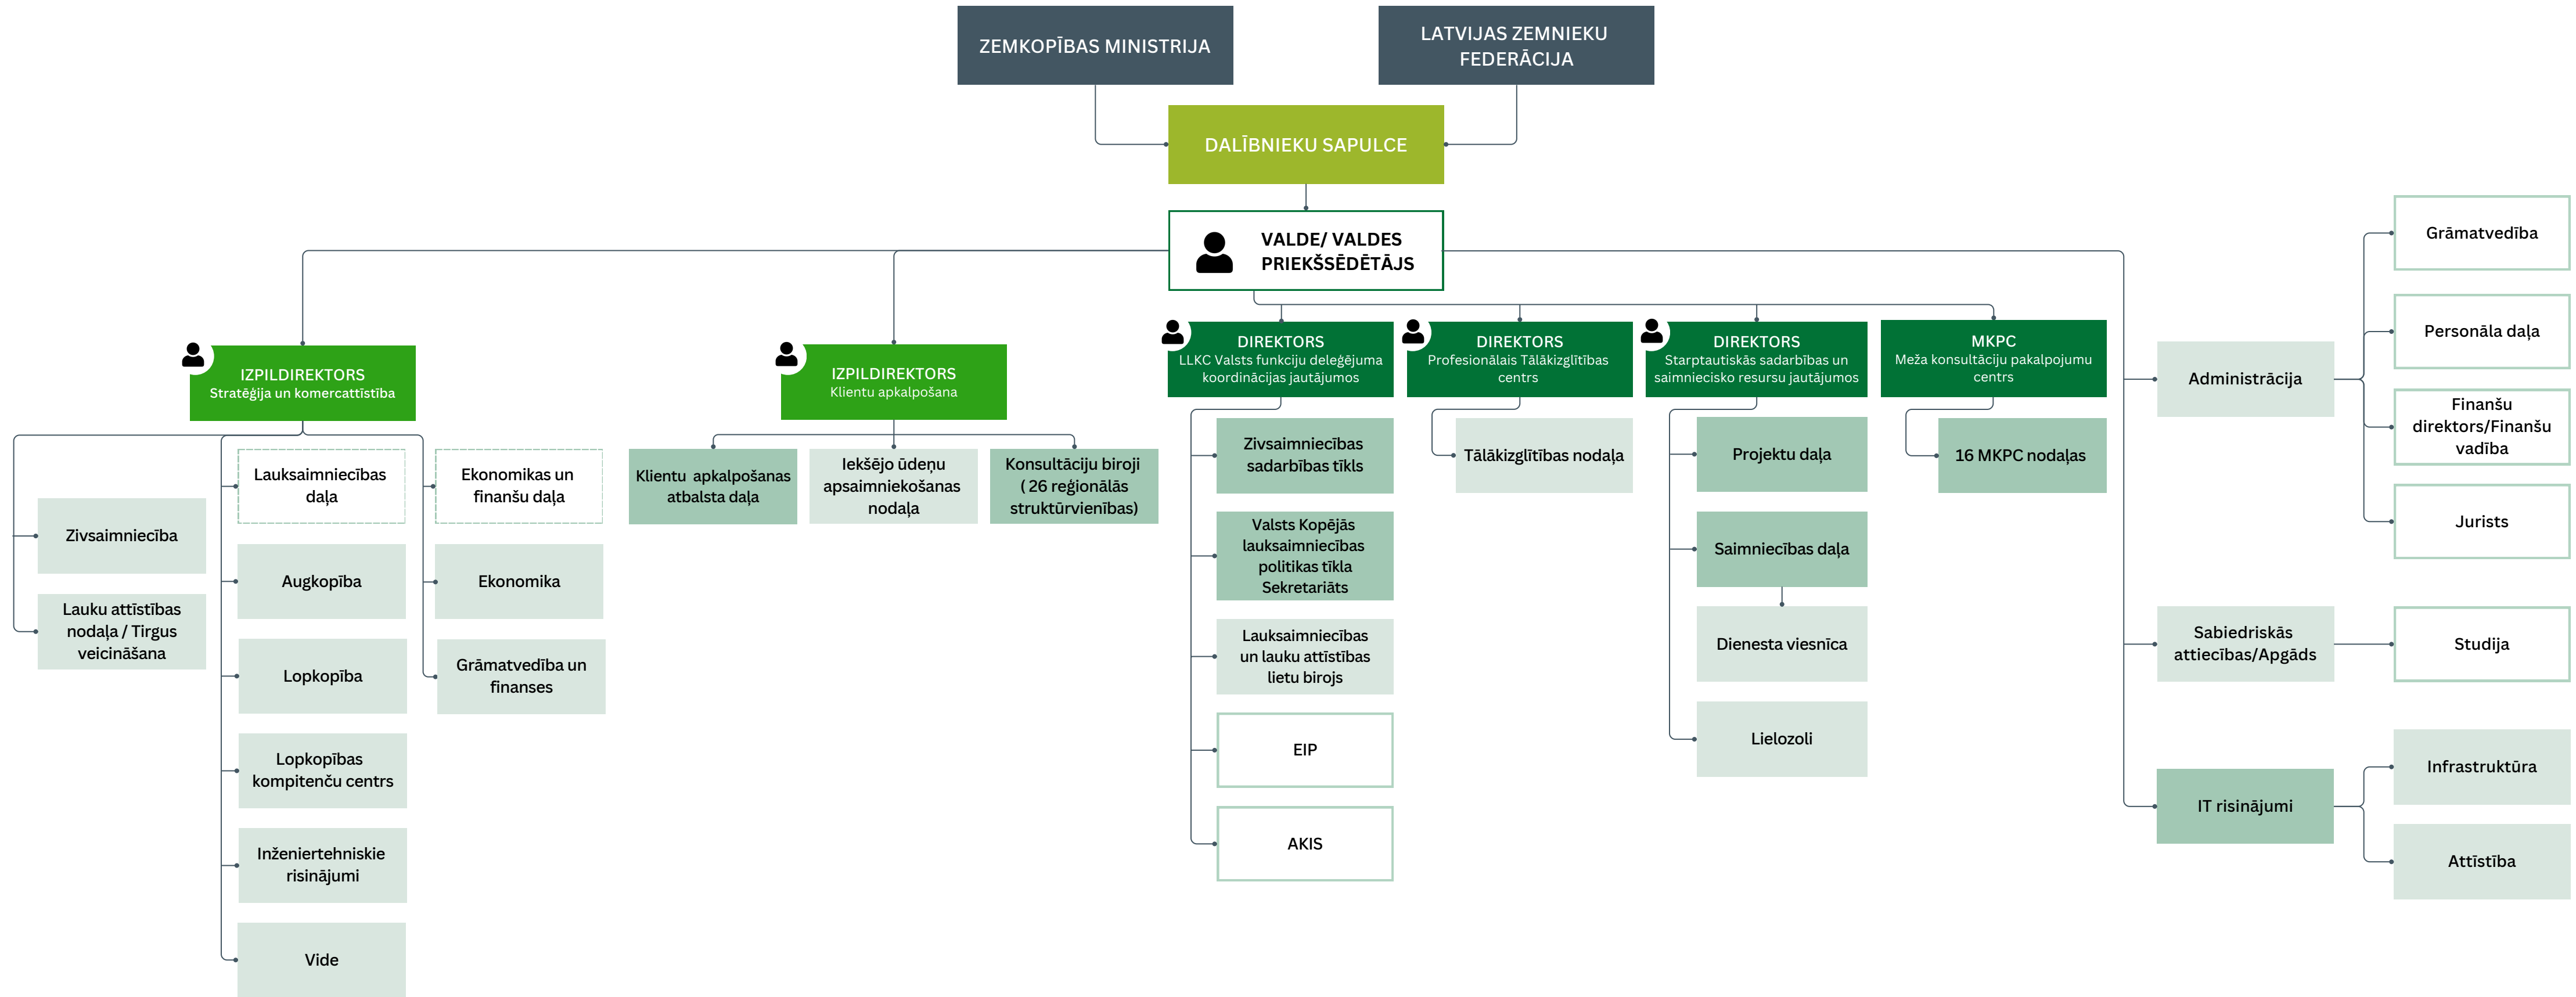 ZEMKOPĪBAS MINISTRIJA
LATVIJAS ZEMNIEKU
FEDERĀCIJA
DALĪBNIEKU SAPULCE
VALDE/ VALDES
PRIEKŠSĒDĒTĀJS
IZPILDIREKTORS
Stratēģija un komercattīstība
Zivsaimniecība
Lauku attīstības
nodaļa / Tirgus
veicināšana
Lauksaimniecības
daļa
Augkopība
Lopkopība
Lopkopības
kompitenču centrs
Inženiertehniskie
risinājumi
Vide
Ekonomikas un
finanšu daļa
Ekonomika
Grāmatvedība un
finanses
IZPILDIREKTORS
Klientu apkalpošana
Klientu apkalpošanas
atbalsta daļa
Iekšējo ūdeņu
apsaimniekošanas
nodaļa
Konsultāciju biroji
( 26 reģionālās
struktūrvienības)
DIREKTORS
LLKC Valsts funkciju deleģējuma
koordinācijas jautājumos
Zivsaimniecības
sadarbības tīkls
Valsts Kopējās
lauksaimniecības
politikas tīkla
Sekretariāts
Lauksaimniecības
un lauku attīstības
lietu birojs
EIP
AKIS
DIREKTORS
Profesionālais Tālākizglītības
centrs
Tālākizglītības nodaļa
DIREKTORS
Starptautiskās sadarbības un
saimniecisko resursu jautājumos
Projektu daļa
Saimniecības daļa
Dienesta viesnīca
Lielozoli
MKPC
Meža konsultāciju pakalpojumu
centrs
16 MKPC nodaļas
Administrācija
Grāmatvedība
Personāla daļa
Finanšu
direktors/Finanšu
vadība
Jurists
Sabiedriskās
attiecības/Apgāds
Studija
IT risinājumi
Infrastruktūra
Attīstība